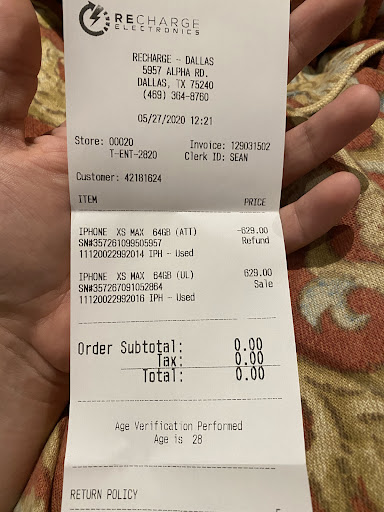 RECHARGE
ELECTRONICS
RECHARGE - DALLAS
5957 ALPHA RD.
DALLAS, TX 75240
(469) 364-8760
05/27/2020 12:21
Store: 00020 Invoice: 129031502
T-ENT-2820 Clerk ID: SEAN
Customer: 42181624
ITEM PRICE
IPHONE XS MAX 64GB (ATT) -629.00
SN#357261099505957 Refund
11120022992014 IPH - Used
IPHONE XS MAX 64GB (UL) 629.00
SN#357267091052864 Sale
11120022992016 IPH - Used
Order Subtotal: 0.00
Tax: 0.00
Total: 0.00
Age Verification Performed
Age is 28
RETURN POLICY